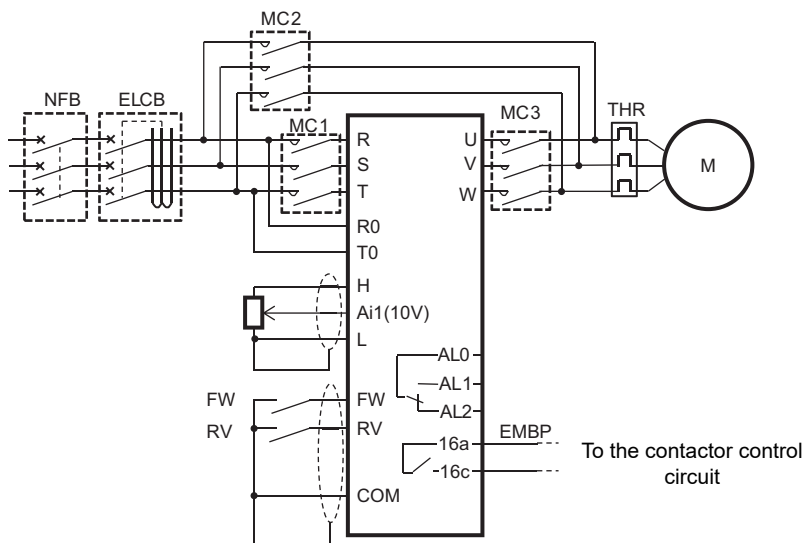 MC2
NFB
ELCB
MC1
MC3
THR
R
S
T
R0
T0
U
V
W
M
H
Ai1(10V)
L
AL0
AL1
AL2
FW
FW
RV
RV
COM
16a
16c
EMBP
To the contactor control
circuit